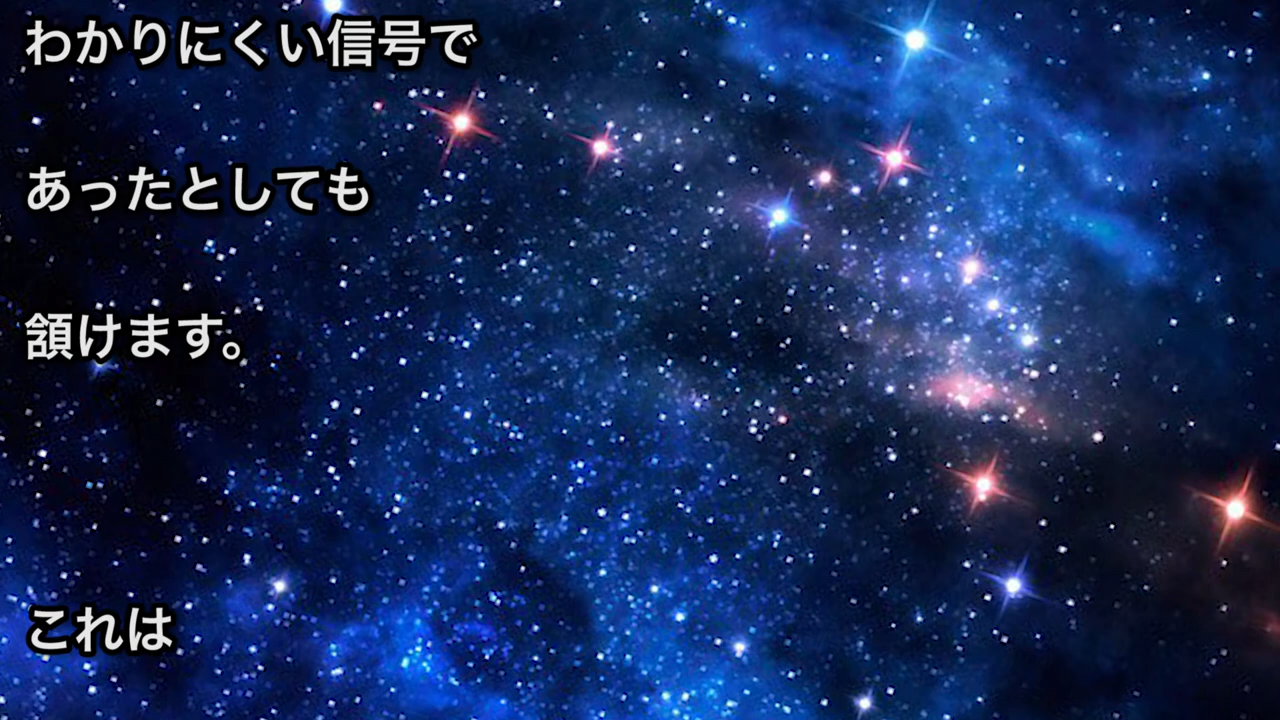 わかりにくい信号で
あったとしても
頷けます。
これは